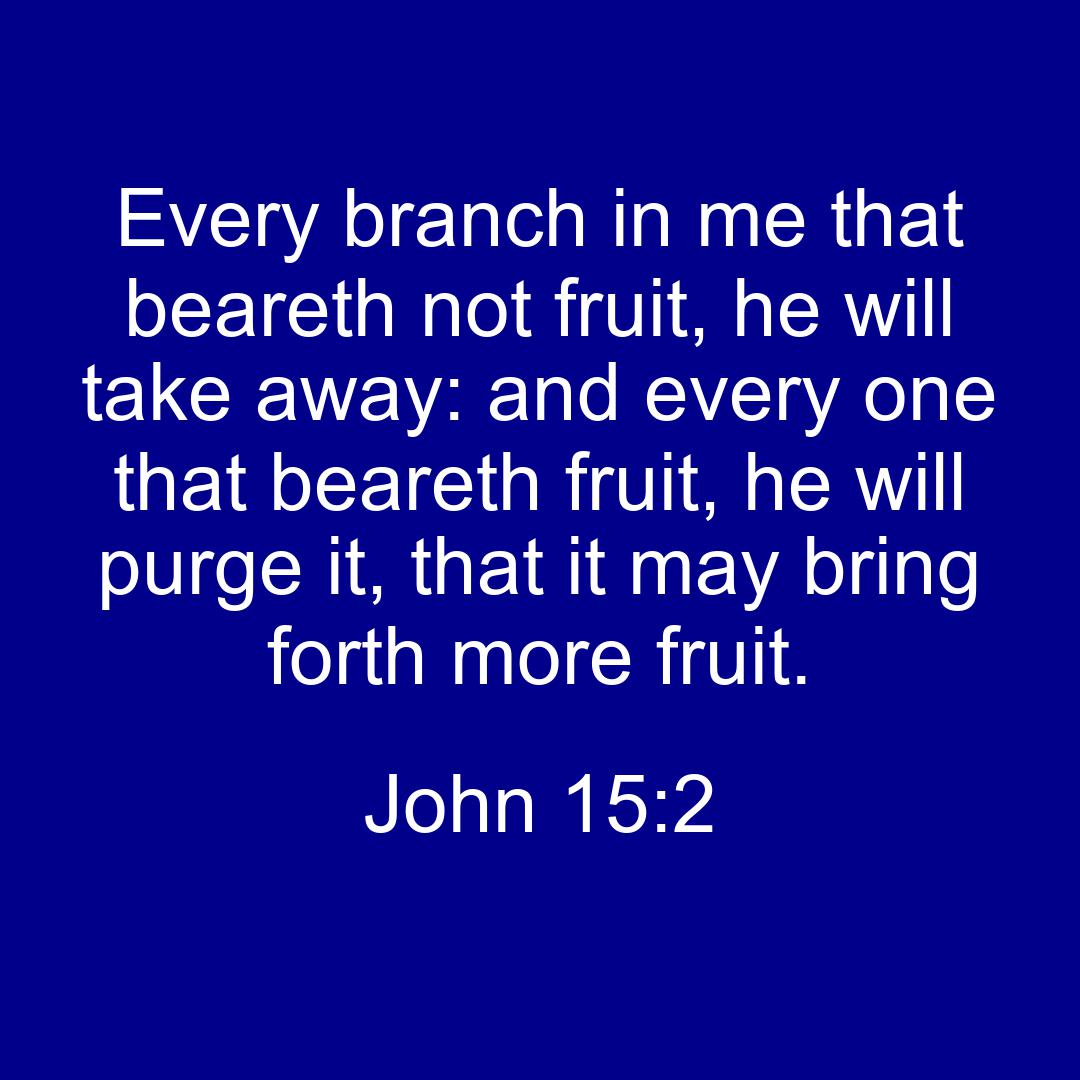 Every branch in me that
beareth not fruit, he will
take away: and every one
that beareth fruit, he will
purge it, that it may bring
forth more fruit.
John 15:2